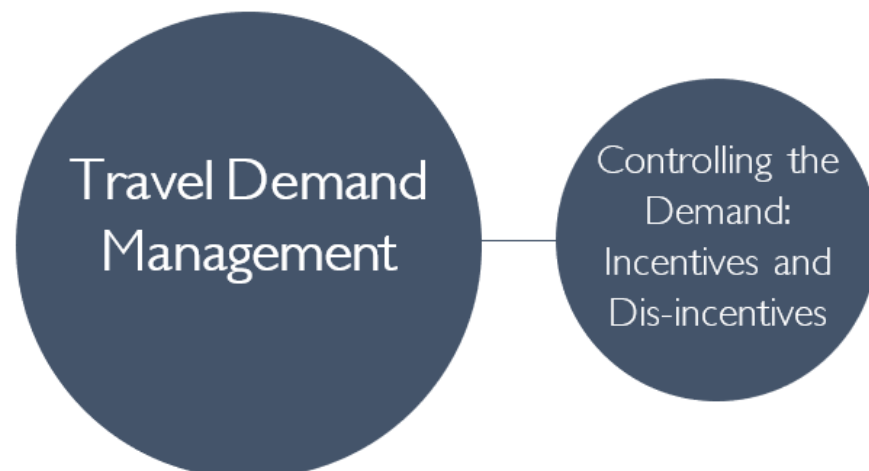 Travel Demand
Management
Controlling the
Demand:
Incentives and
Dis-incentives